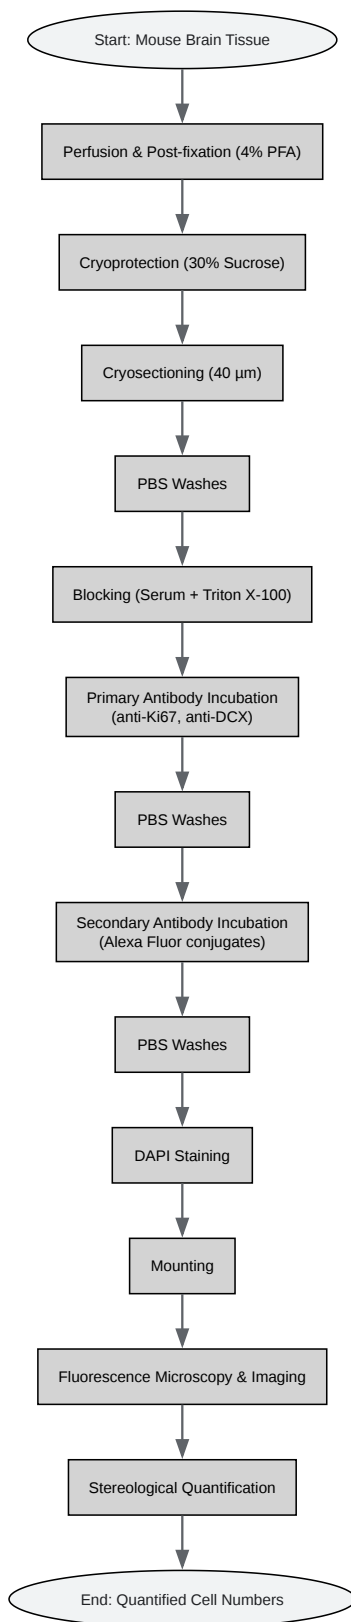 Start: Mouse Brain Tissue
Perfusion & Post-fixation (4% PFA)
Cryoprotection (30% Sucrose)
Cryosectioning (40 µm)
PBS Washes
Blocking (Serum + Triton X-100)
Primary Antibody Incubation
(anti-Ki67, anti-DCX)
PBS Washes
Secondary Antibody Incubation
(Alexa Fluor conjugates)
PBS Washes
DAPI Staining
Mounting
Fluorescence Microscopy & Imaging
Stereological Quantification
End: Quantified Cell Numbers